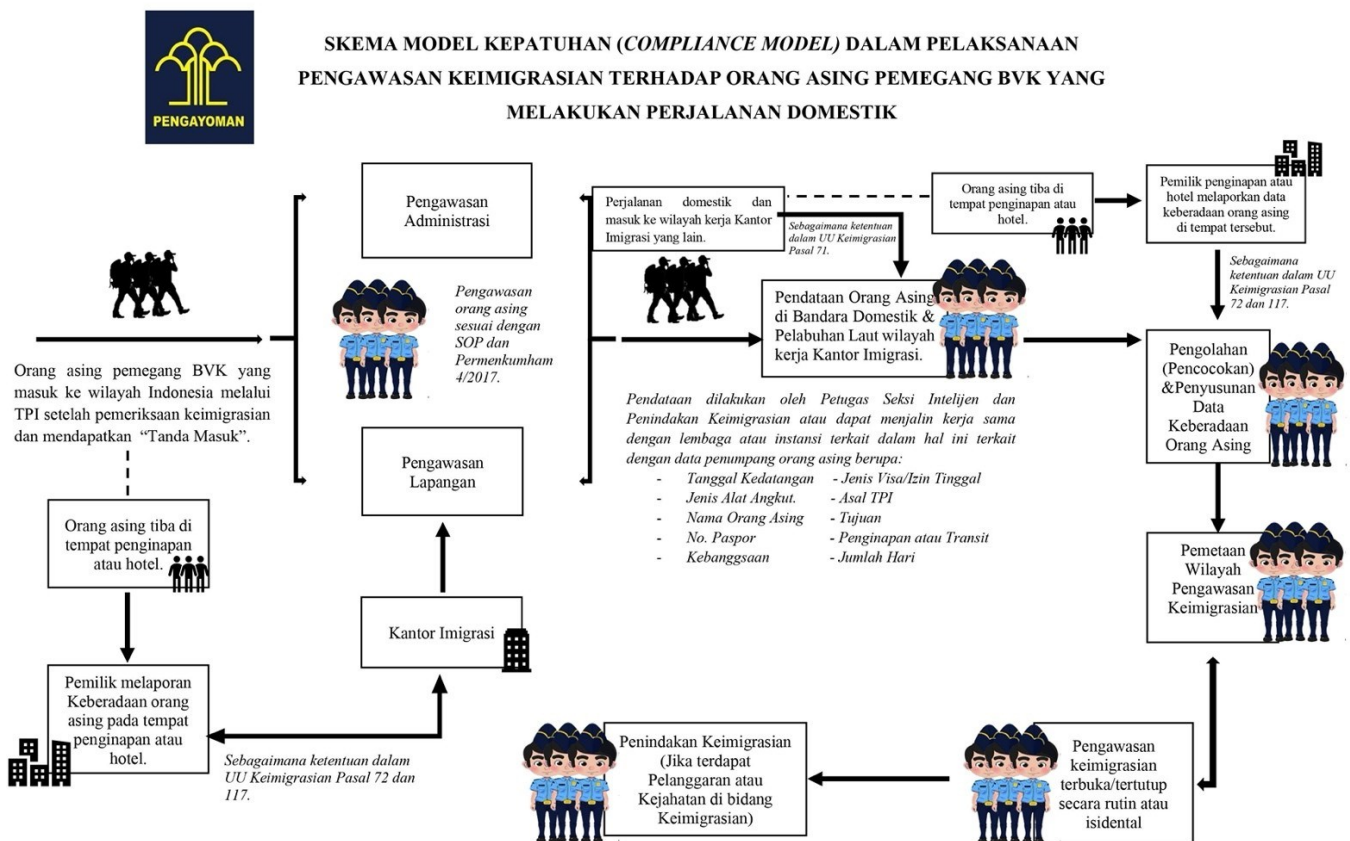 PENGAYOMAN
SKEMA MODEL KEPATUHAN (COMPLIANCE MODEL) DALAM PELAKSANAAN
PENGAWASAN KEIMIGRASIAN TERHADAP ORANG ASING PEMEGANG BVK YANG
MELAKUKAN PERJALANAN DOMESTIK
Orang asing pemegang BVK yang
masuk ke wilayah Indonesia melalui
TPI setelah pemeriksaan keimigrasian
dan mendapatkan “Tanda Masuk”.
Orang asing tiba di
tempat penginapan
atau hotel.
Pemilik melaporan
Keberadaan orang
asing pada tempat
penginapan atau
hotel.
Sebagaimana ketentuan dalam
UU Keimigrasian Pasal 72 dan
117.
Kantor Imigrasi
Pengawasan
Lapangan
Pengawasan
Administrasi
Pengawasan
orang asing
sesuai dengan
SOP dan
Permenkumham
4/2017.
Perjalanan domestik dan
masuk ke wilayah kerja Kantor
Imigrasi yang lain.
Sebagaimana ketentuan
dalam UU Keimigrasian
Pasal 71.
Orang asing tiba di
tempat penginapan atau
hotel.
Pemilik penginapan atau
hotel melaporkan data
keberadaan orang asing
di tempat tersebut.
Sebagaimana
ketentuan dalam UU
Keimigrasian Pasal
72 dan 117.
Pendataan Orang Asing
di Bandara Domestik &
Pelabuhan Laut wilayah
kerja Kantor Imigrasi.
Pendataan dilakukan oleh Petugas Seksi Intelijen dan
Penindakan Keimigrasian atau dapat menjalin kerja sama
dengan lembaga atau instansi terkait dalam hal ini terkait
dengan data penumpang orang asing berupa:
- Tanggal Kedatangan - Jenis Visa/Izin Tinggal
- Jenis Alat Angkut. - Asal TPI
- Nama Orang Asing - Tujuan
- No. Paspor - Penginapan atau Transit
- Kebanggsaan - Jumlah Hari
Pengolahan
(Pencocokan)
&Penyusunan
Data
Keberadaan
Orang Asing
Pemetaan
Wilayah
Pengawasan
Keimigrasian
Pengawasan
keimigrasian
terbuka/tertutup
secara rutin atau
isidental
Penindakan Keimigrasian
(Jika terdapat
Pelanggaran atau
Kejahatan di bidang
Keimigrasian)